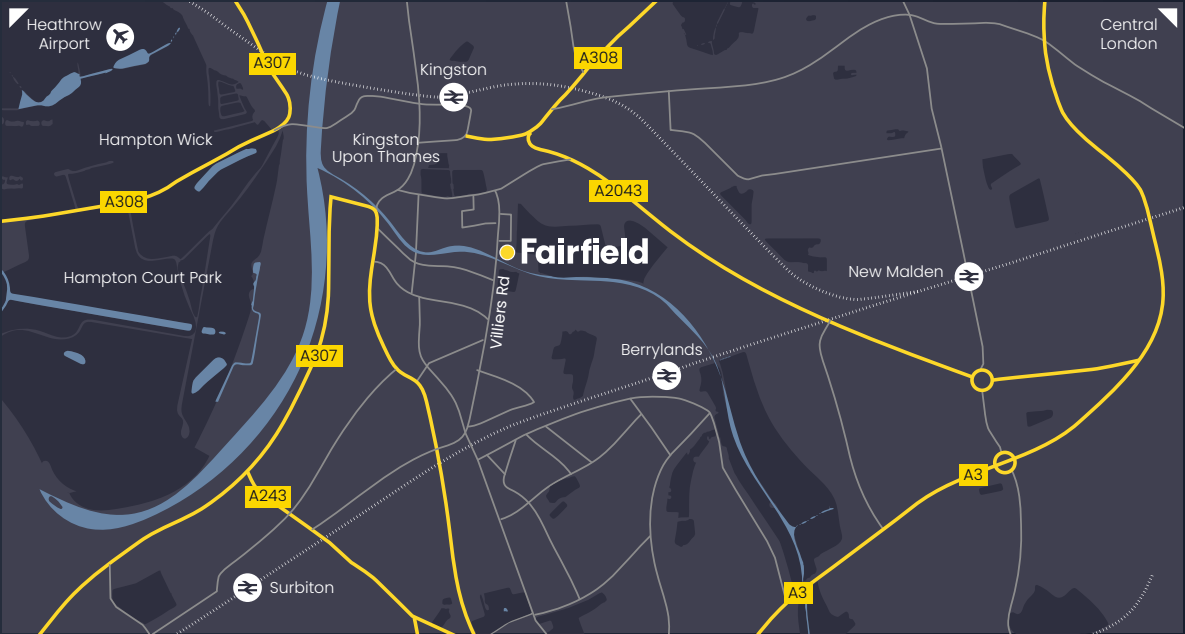 Heathrow
Airport
Central
London
A307
A308
Kingston
Hampton Wick
Kingston
Upon Thames
A308
A2043
Fairfield
Hampton Court Park
New Malden
Villiers Rd
A307
Berrylands
A3
A243
Surbiton
A3